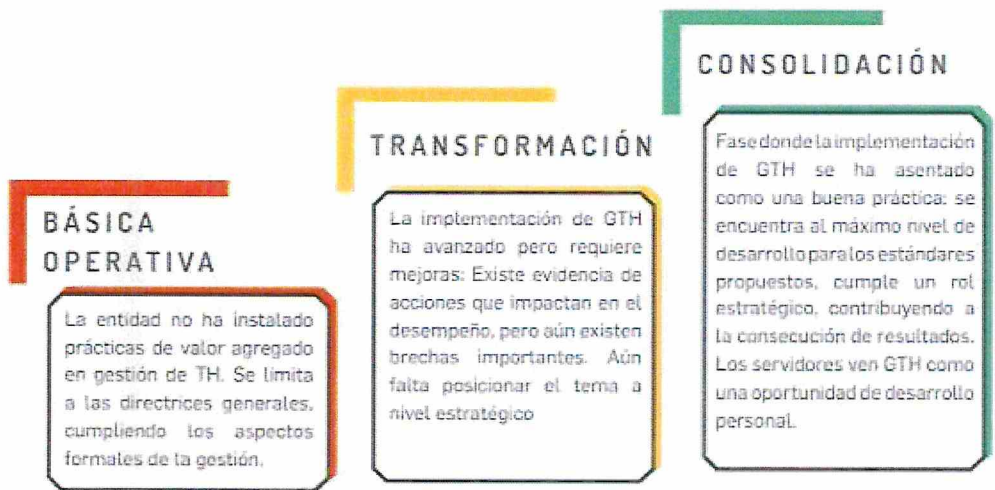 BÁSICA
OPERATIVA
La entidad no ha instalado
prácticas de valor agregado
en gestión de TH. Se limita
a las directrices generales,
cumpliendo los aspectos
formales de la gestión.
TRANSFORMACIÓN
La implementación de GTH
ha avanzado pero requiere
mejoras: Existe evidencia de
acciones que impactan en el
desempeño, pero aún existen
brechas importantes. Aún
falta posicionar el tema a
nivel estratégico
CONSOLIDACIÓN
Fase donde la implementación
de GTH se ha asentado
como una buena práctica: se
encuentra al máximo nivel de
desarrollo para los estándares
propuestos, cumple un rol
estratégico, contribuyendo a
la consecución de resultados.
Los servidores ven GTH como
una oportunidad de desarrollo
personal.